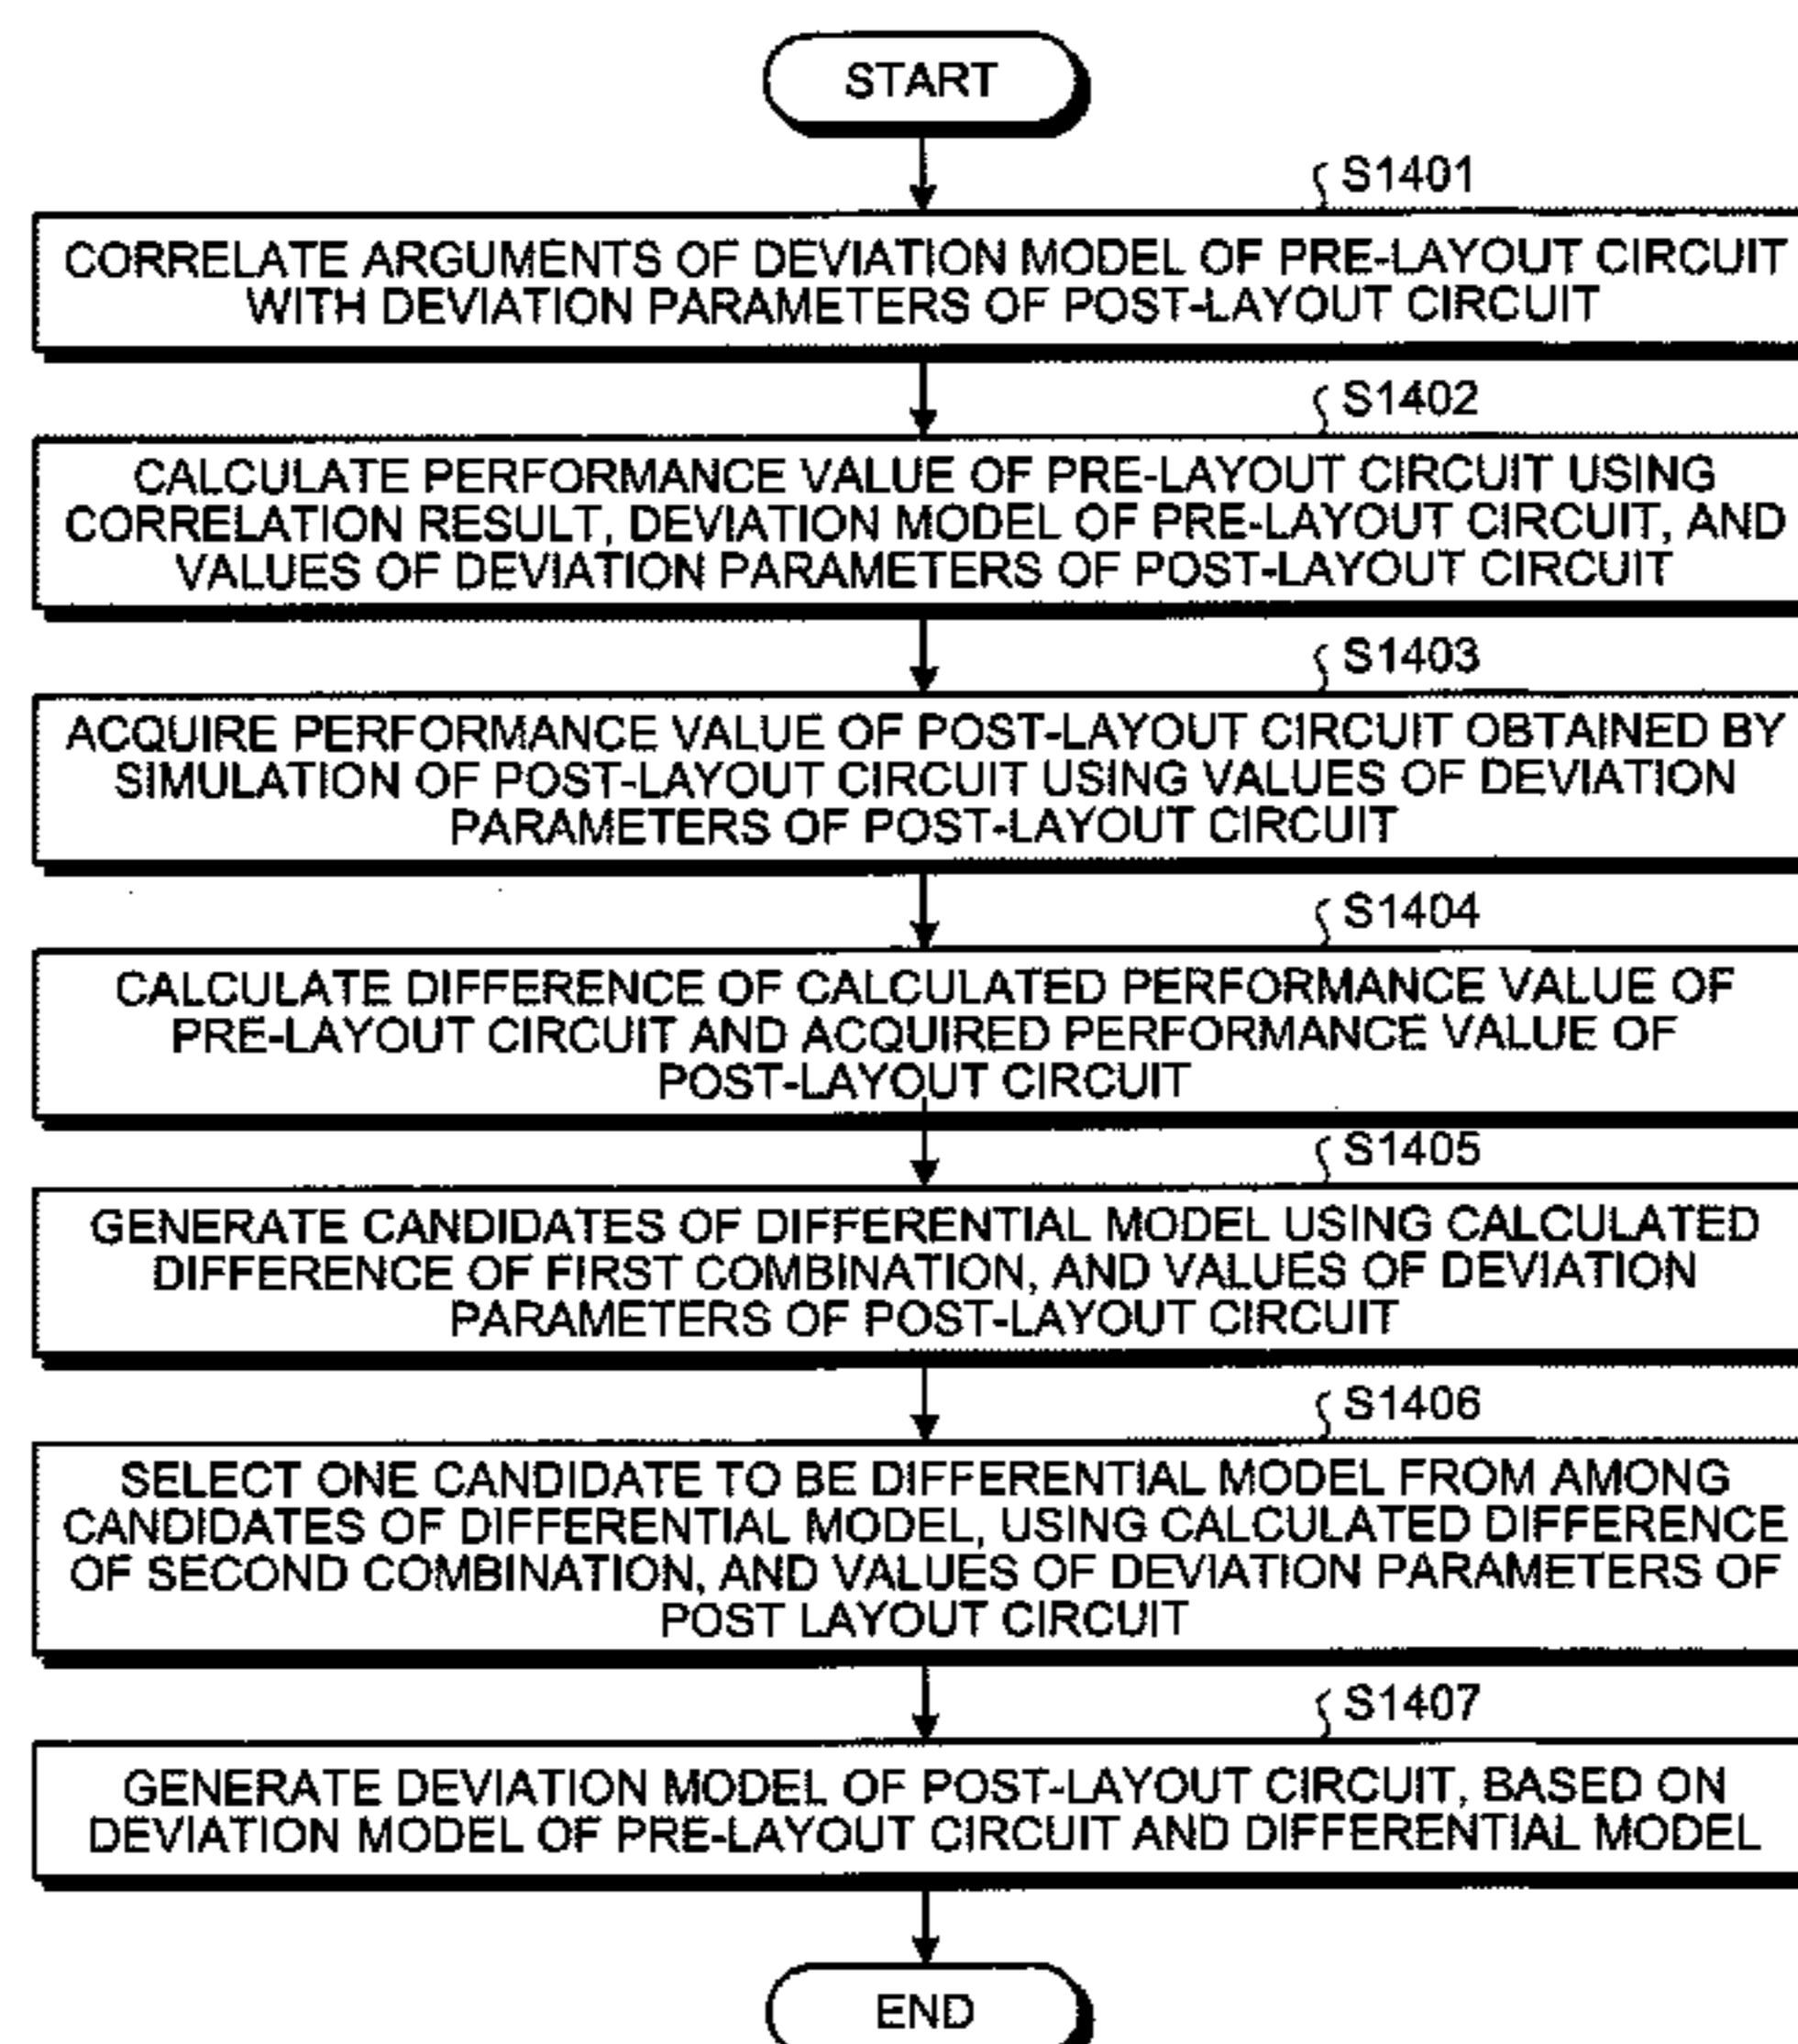 START
S1401
CORRELATE ARGUMENTS OF DEVIATION MODEL OF PRE-LAYOUT CIRCUIT
WITH DEVIATION PARAMETERS OF POST-LAYOUT CIRCUIT
S1402
CALCULATE PERFORMANCE VALUE OF PRE-LAYOUT CIRCUIT USING
CORRELATION RESULT, DEVIATION MODEL OF PRE-LAYOUT CIRCUIT, AND
VALUES OF DEVIATION PARAMETERS OF POST-LAYOUT CIRCUIT
S1403
ACQUIRE PERFORMANCE VALUE OF POST-LAYOUT CIRCUIT OBTAINED BY
SIMULATION OF POST-LAYOUT CIRCUIT USING VALUES OF DEVIATION
PARAMETERS OF POST-LAYOUT CIRCUIT
S1404
CALCULATE DIFFERENCE OF CALCULATED PERFORMANCE VALUE OF
PRE-LAYOUT CIRCUIT AND ACQUIRED PERFORMANCE VALUE OF
POST-LAYOUT CIRCUIT
S1405
GENERATE CANDIDATES OF DIFFERENTIAL MODEL USING CALCULATED
DIFFERENCE OF FIRST COMBINATION, AND VALUES OF DEVIATION
PARAMETERS OF POST-LAYOUT CIRCUIT
S1406
SELECT ONE CANDIDATE TO BE DIFFERENTIAL MODEL FROM AMONG
CANDIDATES OF DIFFERENTIAL MODEL, USING CALCULATED DIFFERENCE
OF SECOND COMBINATION, AND VALUES OF DEVIATION PARAMETERS OF
POST LAYOUT CIRCUIT
S1407
GENERATE DEVIATION MODEL OF POST-LAYOUT CIRCUIT, BASED ON
DEVIATION MODEL OF PRE-LAYOUT CIRCUIT AND DIFFERENTIAL MODEL
END